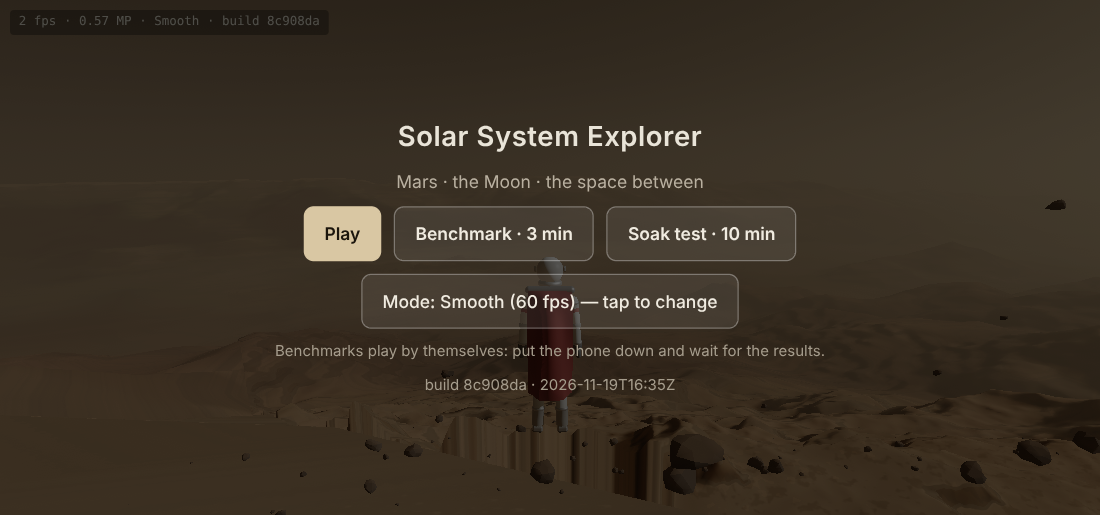 2 fps · 0.57 MP · Smooth · build 8c908da
Solar System Explorer
Mars · the Moon · the space between
Play
Benchmark · 3 min
Soak test · 10 min
Mode: Smooth (60 fps) — tap to change
Benchmarks play by themselves: put the phone down and wait for the results.
build 8c908da · 2026-11-19T16:35Z